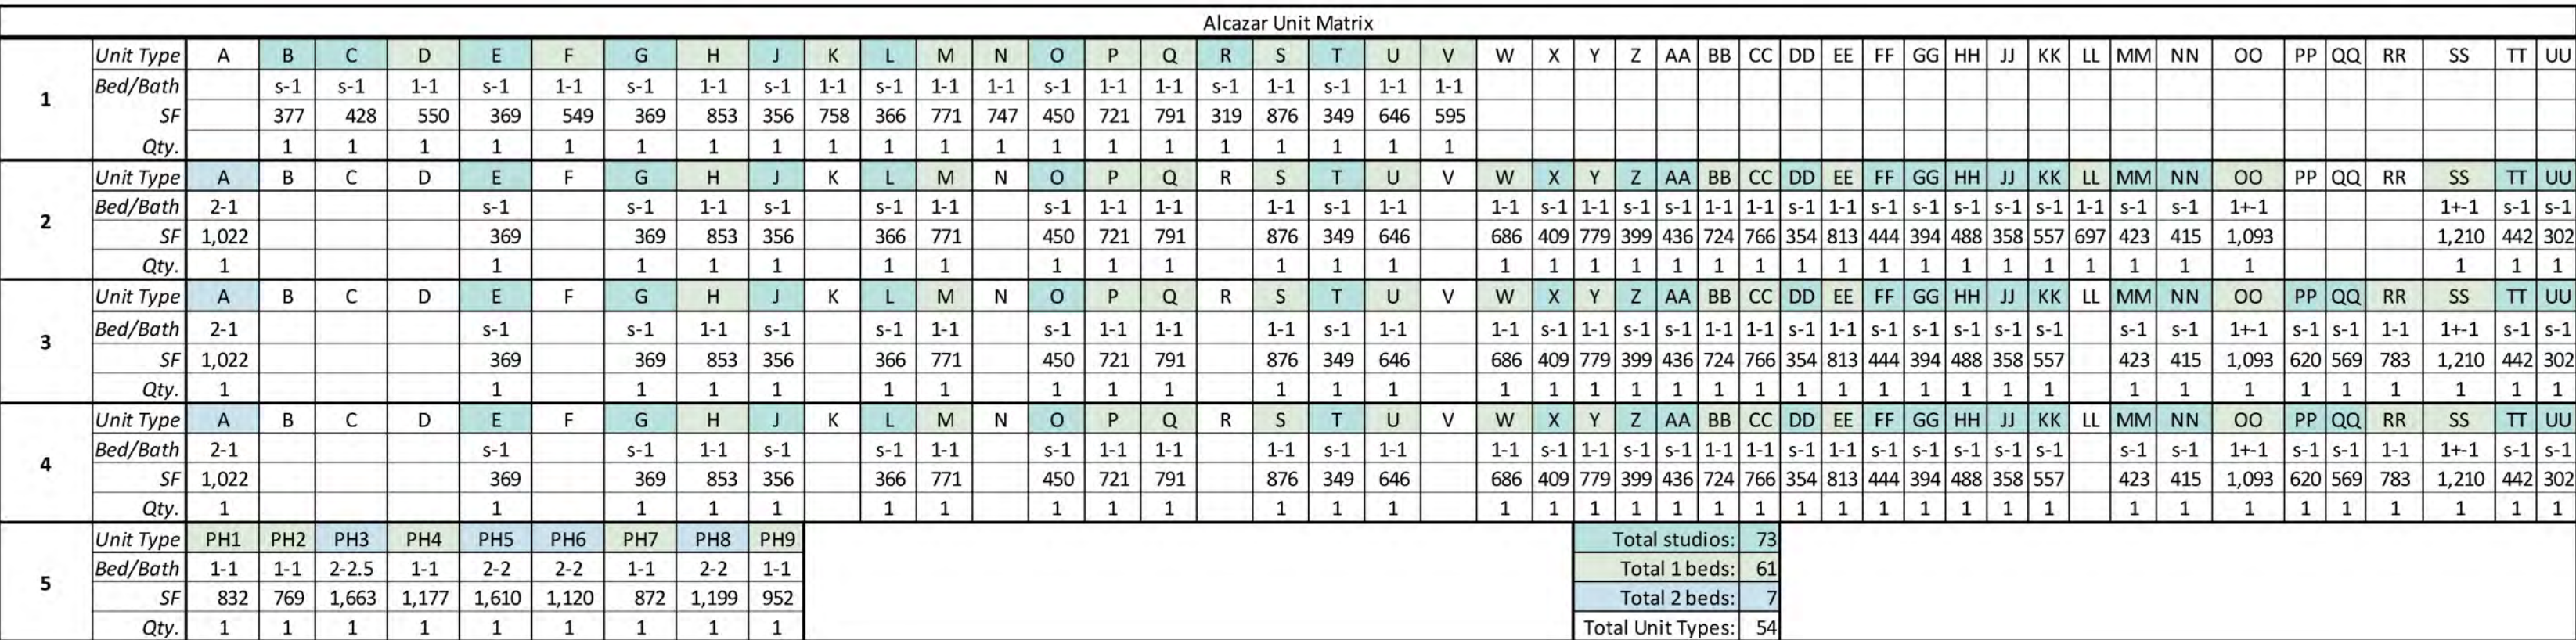 Alcazar Unit Matrix
Unit Type A B C D E F G H J K L M N O P Q R S T U V W X Y Z AA BB CC DD EE FF GG HH JJ KK LL MM NN OO PP QQ RR SS TT UU
Bed/Bath s-1 s-1 1-1 s-1 1-1 s-1 1-1 s-1 1-1 s-1 1-1 1-1 s-1 1-1 1-1 s-1 1-1 s-1 1-1 1-1
1
SF 377 428 550 369 549 369 853 356 758 366 771 747 450 721 791 319 876 349 646 595
Qty. 1 1 1 1 1 1 1 1 1 1 1 1 1 1 1 1 1 1 1 1
Unit Type A B C D E F G H J K L M N O P Q R S T U V W X Y Z AA BB CC DD EE FF GG HH JJ KK LL MM NN OO PP QQ RR SS TT UU
Bed/Bath 2-1 s-1 s-1 1-1 s-1 s-1 1-1 s-1 1-1 1-1 1-1 s-1 1-1 1-1 s-1 1-1 s-1 s-1 1-1 1-1 s-1 1-1 s-1 s-1 s-1 s-1 s-1 1-1 s-1 s-1 1+-1 1+-1 s-1 s-1
2
SF 1,022 369 369 853 356 366 771 450 721 791 876 349 646 686 409 779 399 436 724 766 354 813 444 394 488 358 557 697 423 415 1,093 1,210 442 302
Qty. 1 1 1 1 1 1 1 1 1 1 1 1 1 1 1 1 1 1 1 1 1 1 1 1 1 1 1 1 1 1 1 1 1 1
Unit Type A B C D E F G H J K L M N O P Q R S T U V W X Y Z AA BB CC DD EE FF GG HH JJ KK LL MM NN OO PP QQ RR SS TT UU
Bed/Bath 2-1 s-1 s-1 1-1 s-1 s-1 1-1 s-1 1-1 1-1 1-1 s-1 1-1 1-1 s-1 1-1 s-1 s-1 1-1 1-1 s-1 1-1 s-1 s-1 s-1 s-1 s-1 s-1 s-1 1+-1 s-1 s-1 1-1 1+-1 s-1 s-1
3
SF 1,022 369 369 853 356 366 771 450 721 791 876 349 646 686 409 779 399 436 724 766 354 813 444 394 488 358 557 423 415 1,093 620 569 783 1,210 442 302
Qty. 1 1 1 1 1 1 1 1 1 1 1 1 1 1 1 1 1 1 1 1 1 1 1 1 1 1 1 1 1 1 1 1 1 1 1 1
Unit Type A B C D E F G H J K L M N O P Q R S T U V W X Y Z AA BB CC DD EE FF GG HH JJ KK LL MM NN OO PP QQ RR SS TT UU
Bed/Bath 2-1 s-1 s-1 1-1 s-1 s-1 1-1 s-1 1-1 1-1 1-1 s-1 1-1 1-1 s-1 1-1 s-1 s-1 1-1 1-1 s-1 1-1 s-1 s-1 s-1 s-1 s-1 s-1 s-1 1+-1 s-1 s-1 1-1 1+-1 s-1 s-1
4
SF 1,022 369 369 853 356 366 771 450 721 791 876 349 646 686 409 779 399 436 724 766 354 813 444 394 488 358 557 423 415 1,093 620 569 783 1,210 442 302
Qty. 1 1 1 1 1 1 1 1 1 1 1 1 1 1 1 1 1 1 1 1 1 1 1 1 1 1 1 1 1 1 1 1 1 1 1 1
Unit Type PH1 PH2 PH3 PH4 PH5 PH6 PH7 PH8 PH9 Total studios: 73
Bed/Bath 1-1 1-1 2-2.5 1-1 2-2 2-2 1-1 2-2 1-1 Total 1 beds: 61
5
SF 832 769 1,663 1,177 1,610 1,120 872 1,199 952 Total 2 beds: 7
Qty. 1 1 1 1 1 1 1 1 1 Total Unit Types: 54